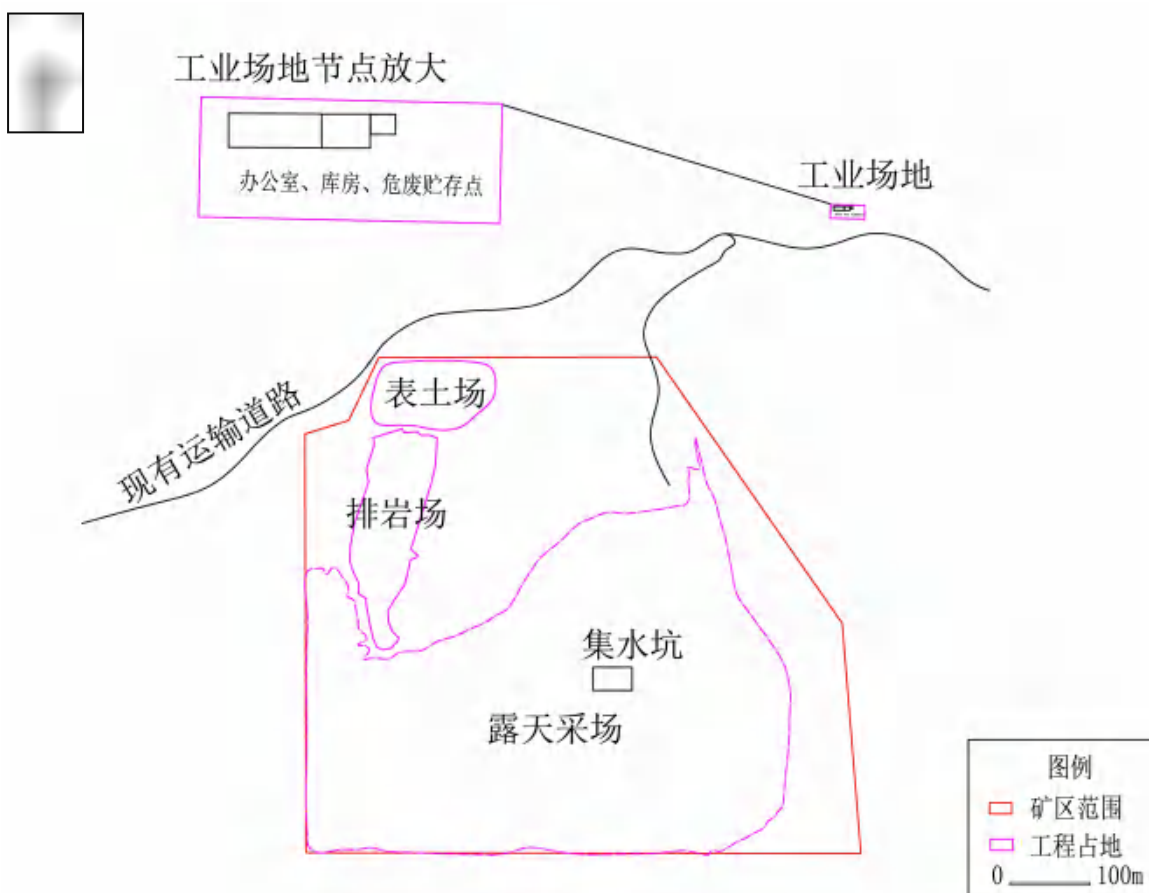 工业场地节点放大
办公室、库房、危废贮存点
工业场地
现有运输道路
表土场
排岩场
集水坑
露天采场
图例
矿区范围
工程占地
0 100m